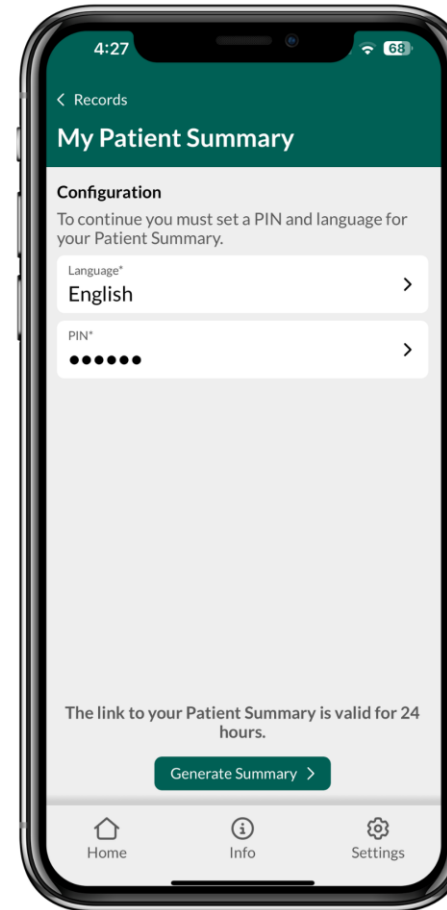 4:27
68
Records
My Patient Summary
Configuration
To continue you must set a PIN and language for
your Patient Summary.
Language*
English
PIN*
••••••
The link to your Patient Summary is valid for 24
hours.
Generate Summary
Home
Info
Settings